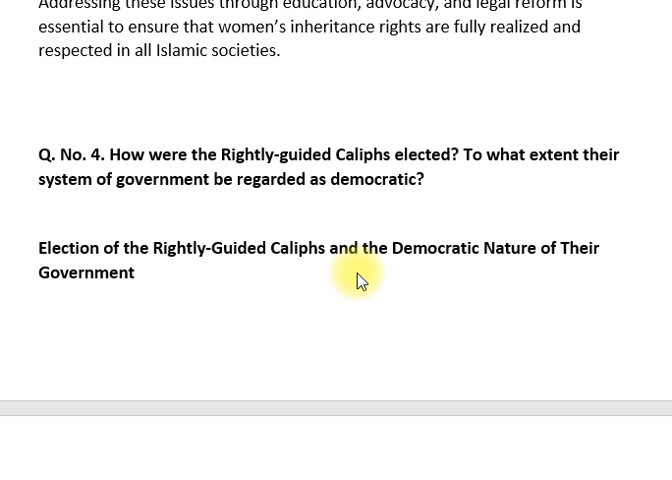 Addressing these issues through education, advocacy, and legal reform is
essential to ensure that women’s inheritance rights are fully realized and
respected in all Islamic societies.
Q. No. 4. How were the Rightly-guided Caliphs elected? To what extent their
system of government be regarded as democratic?
Election of the Rightly-Guided Caliphs and the Democratic Nature of Their
Government